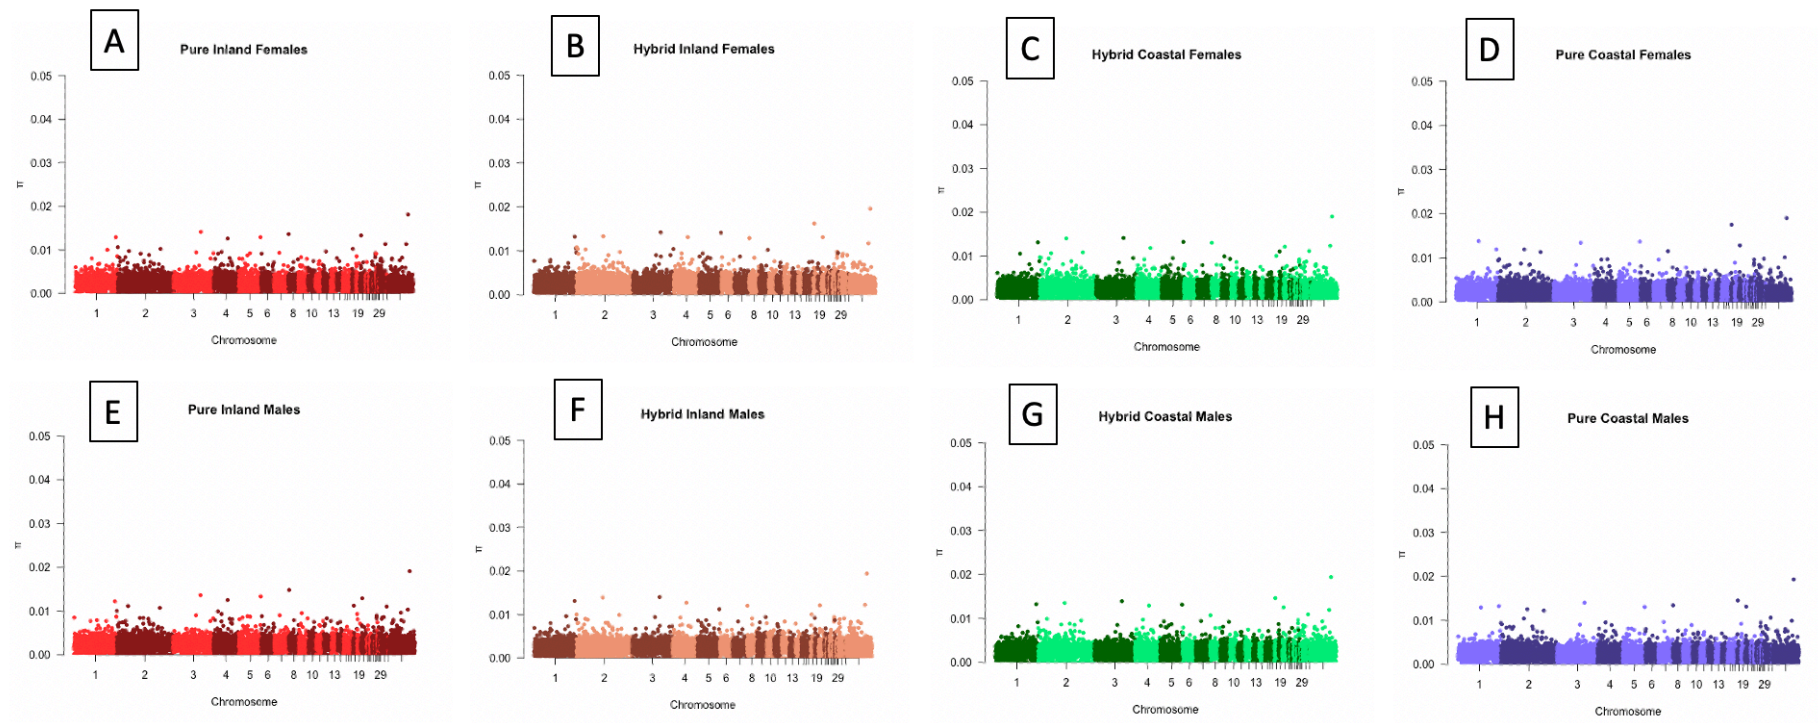 A
Pure Inland Females
0.05
0.04
0.03
0.02
0.01
0.00
π
1 2 3 4 5 6 8 10 13 19 29
Chromosome
B
Hybrid Inland Females
0.05
0.04
0.03
0.02
0.01
0.00
π
1 2 3 4 5 6 8 10 13 19 29
Chromosome
C
Hybrid Coastal Females
0.05
0.04
0.03
0.02
0.01
0.00
π
1 2 3 4 5 6 8 10 13 19 29
Chromosome
D
Pure Coastal Females
0.05
0.04
0.03
0.02
0.01
0.00
π
1 2 3 4 5 6 8 10 13 19 29
Chromosome
E
Pure Inland Males
0.05
0.04
0.03
0.02
0.01
0.00
π
1 2 3 4 5 6 8 10 13 19 29
Chromosome
F
Hybrid Inland Males
0.05
0.04
0.03
0.02
0.01
0.00
π
1 2 3 4 5 6 8 10 13 19 29
Chromosome
G
Hybrid Coastal Males
0.05
0.04
0.03
0.02
0.01
0.00
π
1 2 3 4 5 6 8 10 13 19 29
Chromosome
H
Pure Coastal Males
0.05
0.04
0.03
0.02
0.01
0.00
π
1 2 3 4 5 6 8 10 13 19 29
Chromosome